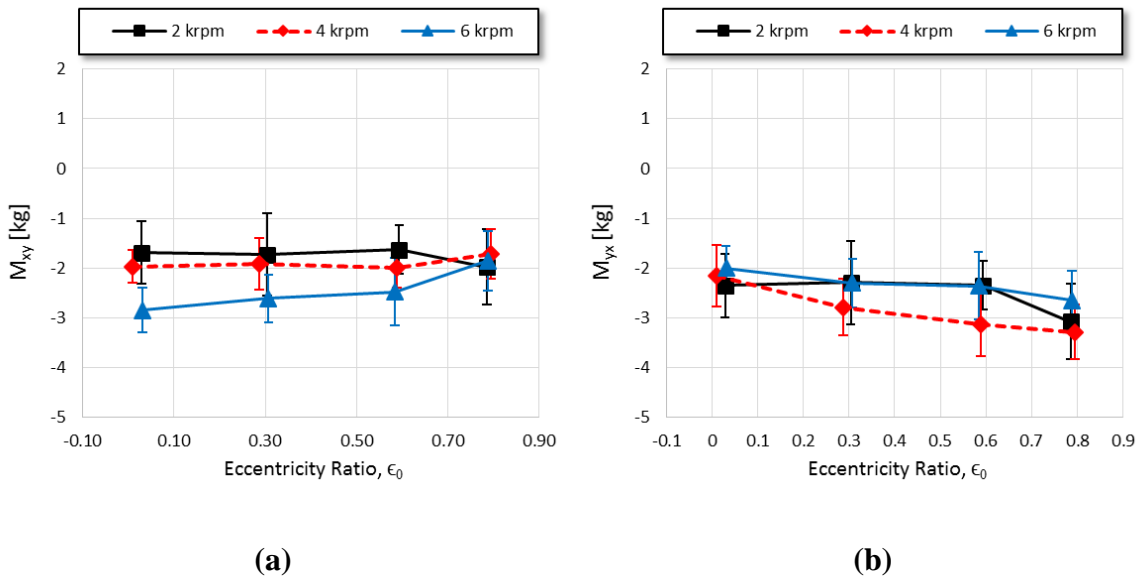 2 krpm 4 krpm 6 krpm
2
1
0
-1
-2
-3
-4
-5
M_xy [kg]
-0.10 0.10 0.30 0.50 0.70 0.90
Eccentricity Ratio, ϵ₀
(a)
2 krpm 4 krpm 6 krpm
2
1
0
-1
-2
-3
-4
-5
M_yx [kg]
-0.1 0 0.1 0.2 0.3 0.4 0.5 0.6 0.7 0.8 0.9
Eccentricity Ratio, ϵ₀
(b)